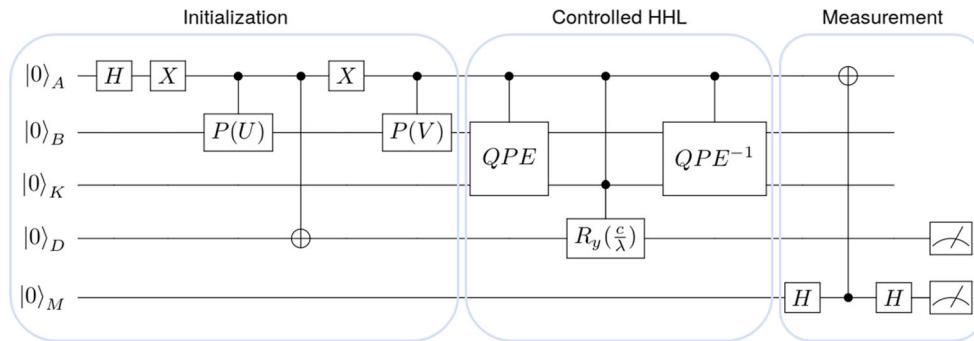 Initialization Controlled HHL Measurement
|0⟩_A H X X
|0⟩_B P(U) P(V)
QPE QPE⁻¹
|0⟩_K
|0⟩_D R_y(c/λ)
|0⟩_M H H